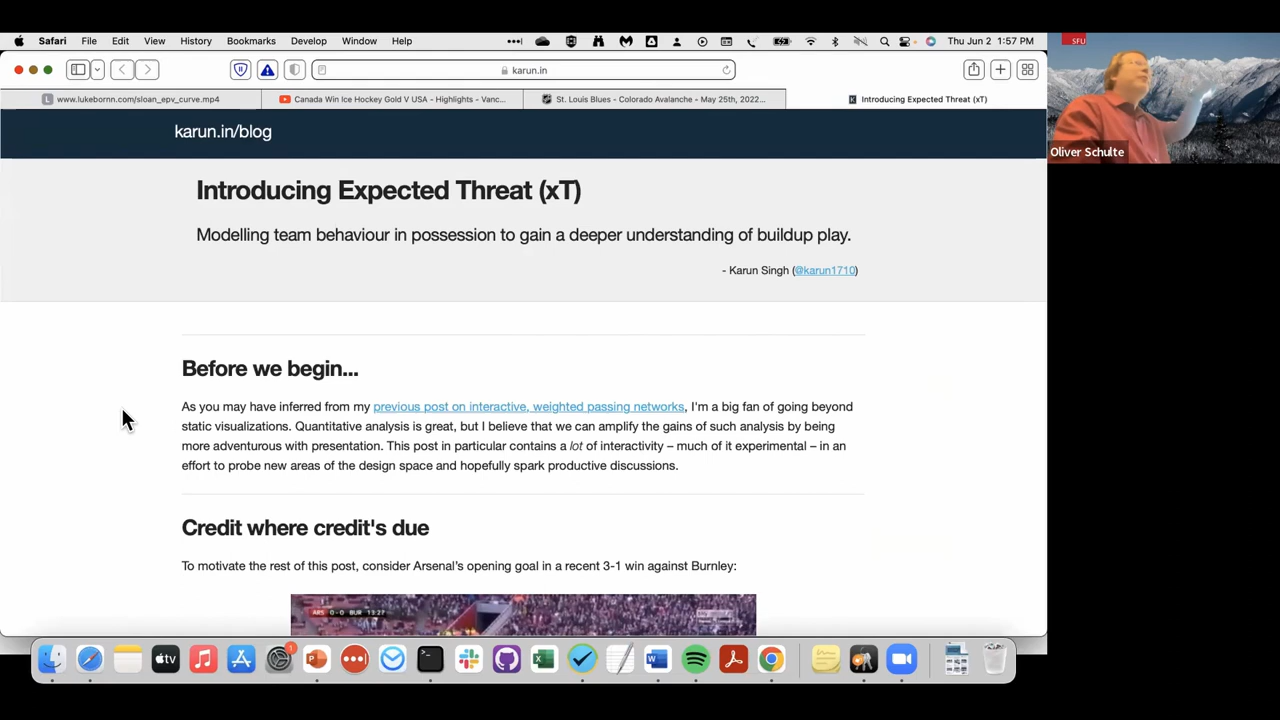 Safari File Edit View History Bookmarks Develop Window Help Thu Jun 2 1:57 PM
SFU
karun.in
www.lukebornn.com/sloan_epv_curve.mp4 Canada Win Ice Hockey Gold V USA - Highlights - Vanc... St. Louis Blues - Colorado Avalanche - May 25th, 2022... Introducing Expected Threat (xT)
karun.in/blog
Oliver Schulte
Introducing Expected Threat (xT)
Modelling team behaviour in possession to gain a deeper understanding of buildup play.
- Karun Singh (@karun1710)
Before we begin...
As you may have inferred from my previous post on interactive, weighted passing networks, I'm a big fan of going beyond
static visualizations. Quantitative analysis is great, but I believe that we can amplify the gains of such analysis by being
more adventurous with presentation. This post in particular contains a lot of interactivity – much of it experimental – in an
effort to probe new areas of the design space and hopefully spark productive discussions.
Credit where credit's due
To motivate the rest of this post, consider Arsenal's opening goal in a recent 3-1 win against Burnley:
ARS 0-0 BUR 13:27
tv
1